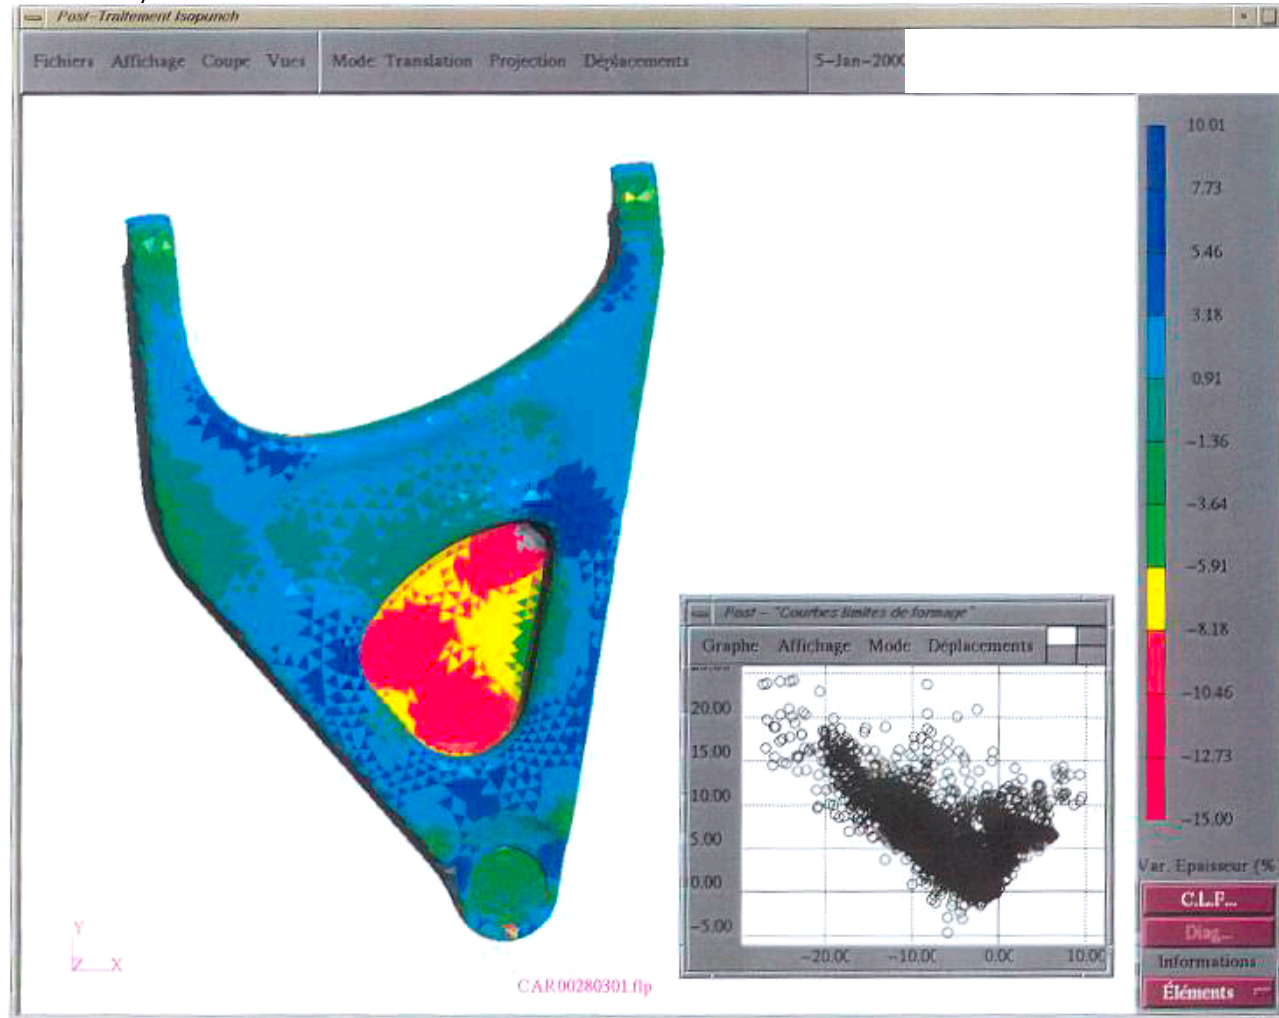 Post-Traitement Isopunch
Fichiers Affichage Coupe Vues Mode Translation Projection Déplacements 5-Jan-200
10.01
7.73
5.46
3.18
0.91
-1.36
-3.64
-5.91
-8.18
-10.46
-12.73
-15.00
Var. Epaisseur (%
C.L.F...
Diag...
Informations
Éléments
Post - "Courbes limites de formage"
Graphe Affichage Mode Déplacements
20.00
15.00
10.00
5.00
0.00
-5.00
-20.00 -10.00 0.00 10.00
Y
Z X
CAR00280301.flp